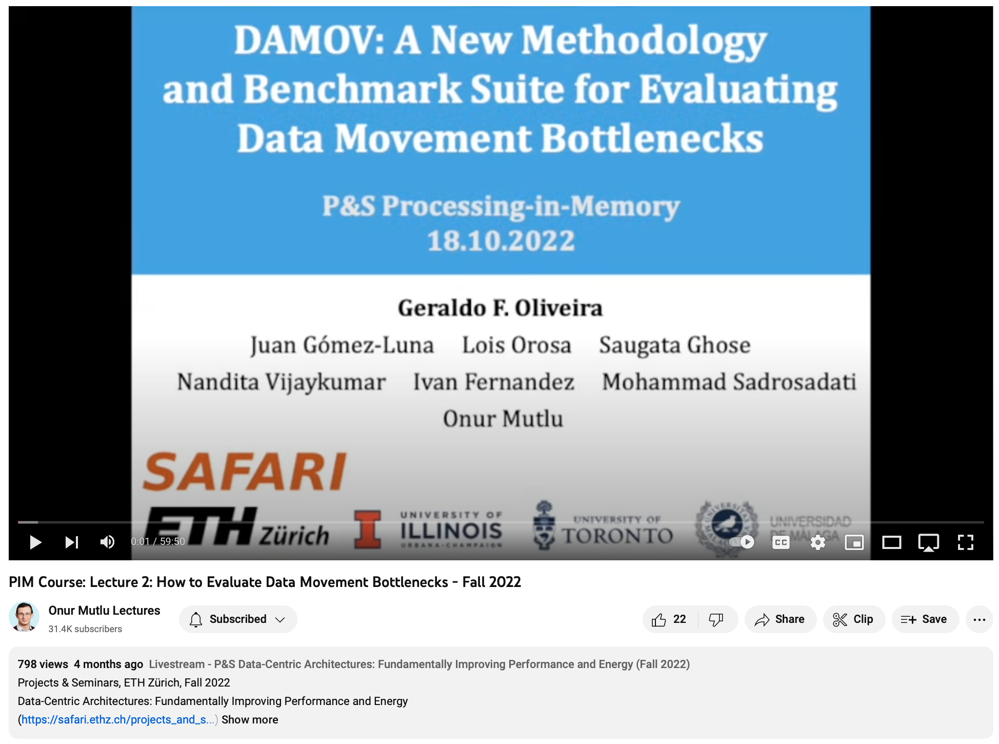 DAMOV: A New Methodology
and Benchmark Suite for Evaluating
Data Movement Bottlenecks
P&S Processing-in-Memory
18.10.2022
Geraldo F. Oliveira
Juan Gómez-Luna Lois Orosa Saugata Ghose
Nandita Vijaykumar Ivan Fernandez Mohammad Sadrosadati
Onur Mutlu
SAFARI
ETH Zürich
I
UNIVERSITY OF
ILLINOIS
URBANA-CHAMPAIGN
UNIVERSITY OF
TORONTO
UNIVERSIDAD
DE MÁLAGA
0:01 / 59:50
CC
PIM Course: Lecture 2: How to Evaluate Data Movement Bottlenecks - Fall 2022
Onur Mutlu Lectures
31.4K subscribers
Subscribed
22
Share
Clip
Save
798 views 4 months ago Livestream - P&S Data-Centric Architectures: Fundamentally Improving Performance and Energy (Fall 2022)
Projects & Seminars, ETH Zürich, Fall 2022
Data-Centric Architectures: Fundamentally Improving Performance and Energy
(https://safari.ethz.ch/projects_and_s...) Show more